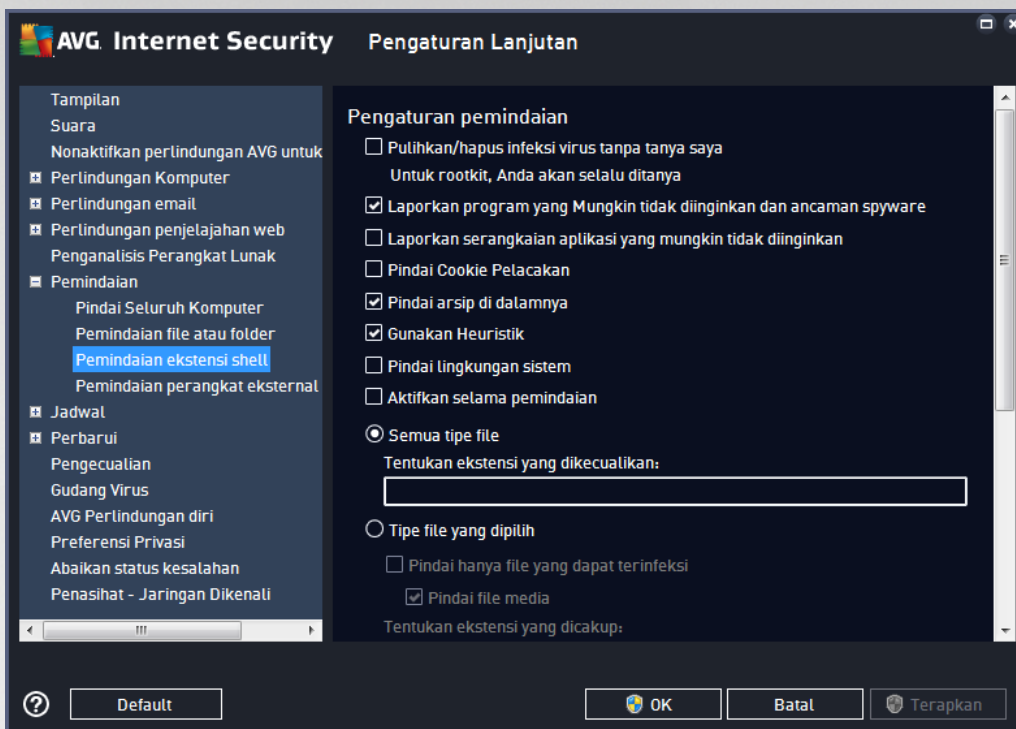 AVG. Internet Security Pengaturan Lanjutan
Tampilan
Suara
Nonaktifkan perlindungan AVG untuk
Perlindungan Komputer
Perlindungan email
Perlindungan penjelajahan web
Penganalisis Perangkat Lunak
Pemindaian
Pindai Seluruh Komputer
Pemindaian file atau folder
Pemindaian ekstensi shell
Pemindaian perangkat eksternal
Jadwal
Perbarui
Pengecualian
Gudang Virus
AVG Perlindungan diri
Preferensi Privasi
Abaikan status kesalahan
Penasihat - Jaringan Dikenali
Pengaturan pemindaian
Pulihkan/hapus infeksi virus tanpa tanya saya
Untuk rootkit, Anda akan selalu ditanya
Laporkan program yang Mungkin tidak diinginkan dan ancaman spyware
Laporkan serangkaian aplikasi yang mungkin tidak diinginkan
Pindai Cookie Pelacakan
Pindai arsip di dalamnya
Gunakan Heuristik
Pindai lingkungan sistem
Aktifkan selama pemindaian
Semua tipe file
Tentukan ekstensi yang dikecualikan:
Tipe file yang dipilih
Pindai hanya file yang dapat terinfeksi
Pindai file media
Tentukan ekstensi yang dicakup:
Default
OK
Batal
Terapkan